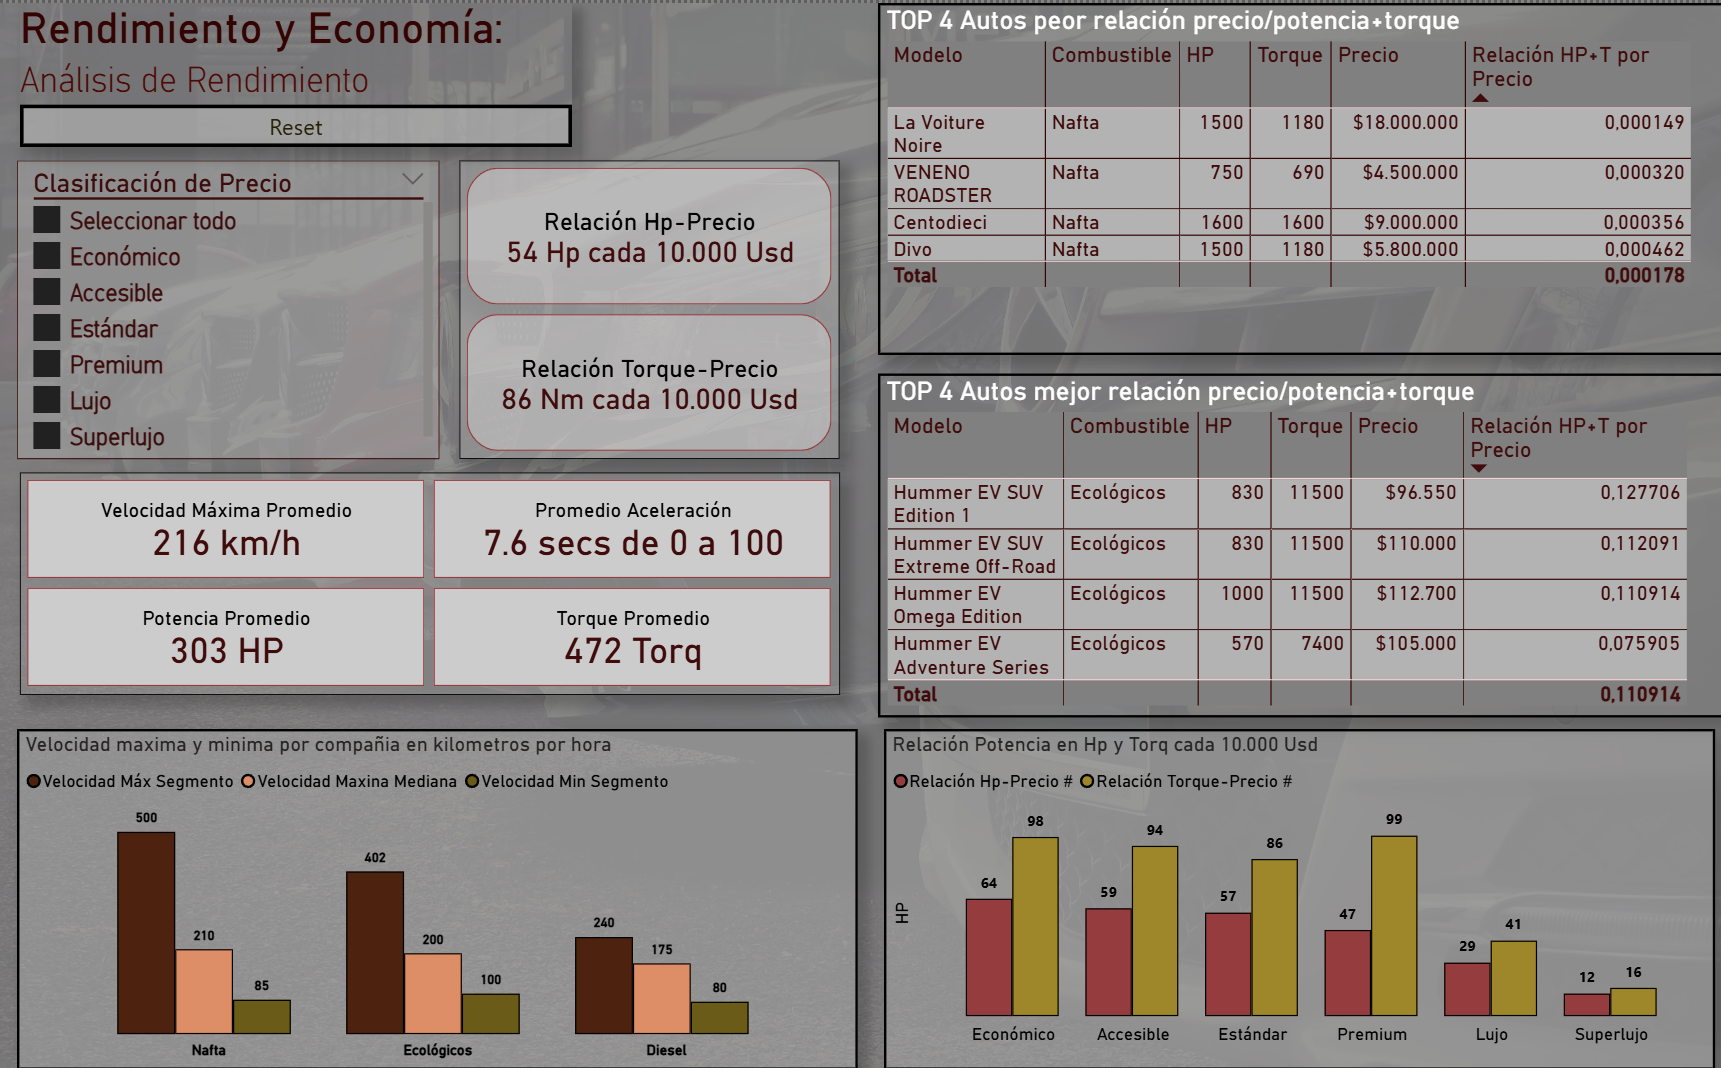 Rendimiento y Economía:
Análisis de Rendimiento
Reset
Clasificación de Precio
Seleccionar todo
Económico
Accesible
Estándar
Premium
Lujo
Superlujo
Relación Hp-Precio
54 Hp cada 10.000 Usd
Relación Torque-Precio
86 Nm cada 10.000 Usd
Velocidad Máxima Promedio
216 km/h
Promedio Aceleración
7.6 secs de 0 a 100
Potencia Promedio
303 HP
Torque Promedio
472 Torq
TOP 4 Autos peor relación precio/potencia+torque
Modelo Combustible HP Torque Precio Relación HP+T por
Precio
La Voiture Nafta 1500 1180 $18.000.000 0,000149
Noire
VENENO Nafta 750 690 $4.500.000 0,000320
ROADSTER
Centodieci Nafta 1600 1600 $9.000.000 0,000356
Divo Nafta 1500 1180 $5.800.000 0,000462
Total 0,000178
TOP 4 Autos mejor relación precio/potencia+torque
Modelo Combustible HP Torque Precio Relación HP+T por
Precio
Hummer EV SUV Ecológicos 830 11500 $96.550 0,127706
Edition 1
Hummer EV SUV Ecológicos 830 11500 $110.000 0,112091
Extreme Off-Road
Hummer EV Ecológicos 1000 11500 $112.700 0,110914
Omega Edition
Hummer EV Ecológicos 570 7400 $105.000 0,075905
Adventure Series
Total 0,110914
Velocidad maxima y minima por compañia en kilometros por hora
Velocidad Máx Segmento Velocidad Maxina Mediana Velocidad Min Segmento
500
402
240
210
200
175
85
100
80
Nafta Ecológicos Diesel
Relación Potencia en Hp y Torq cada 10.000 Usd
Relación Hp-Precio # Relación Torque-Precio #
HP
64 98
59 94
57 86
47 99
29 41
12 16
Económico Accesible Estándar Premium Lujo Superlujo